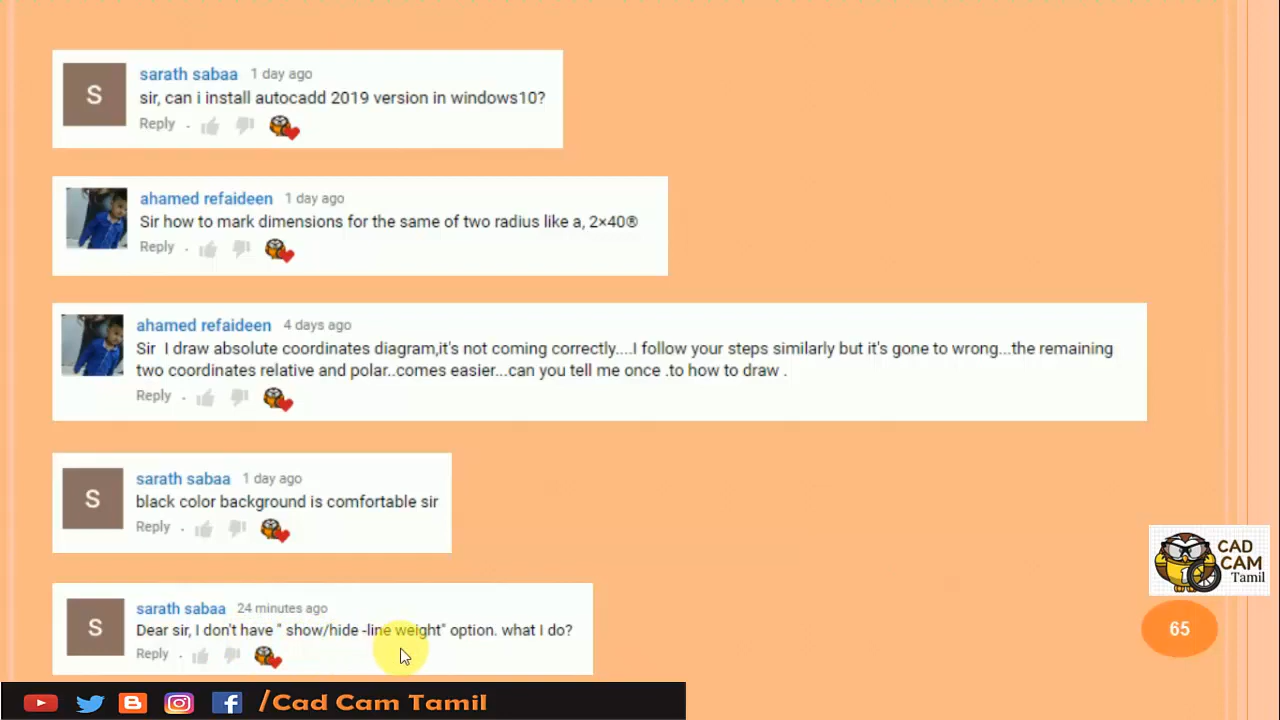 sarath sabaa 1 day ago
S
sir, can i install autocadd 2019 version in windows10?
Reply .
ahamed refaideen 1 day ago
Sir how to mark dimensions for the same of two radius like a, 2×40®
Reply .
ahamed refaideen 4 days ago
Sir I draw absolute coordinates diagram,it's not coming correctly....I follow your steps similarly but it's gone to wrong...the remaining
two coordinates relative and polar..comes easier...can you tell me once .to how to draw .
Reply .
sarath sabaa 1 day ago
S
black color background is comfortable sir
Reply .
CAD
CAM
Tamil
sarath sabaa 24 minutes ago
S
Dear sir, I don't have " show/hide -line weight" option. what I do?
Reply .
65
/Cad Cam Tamil